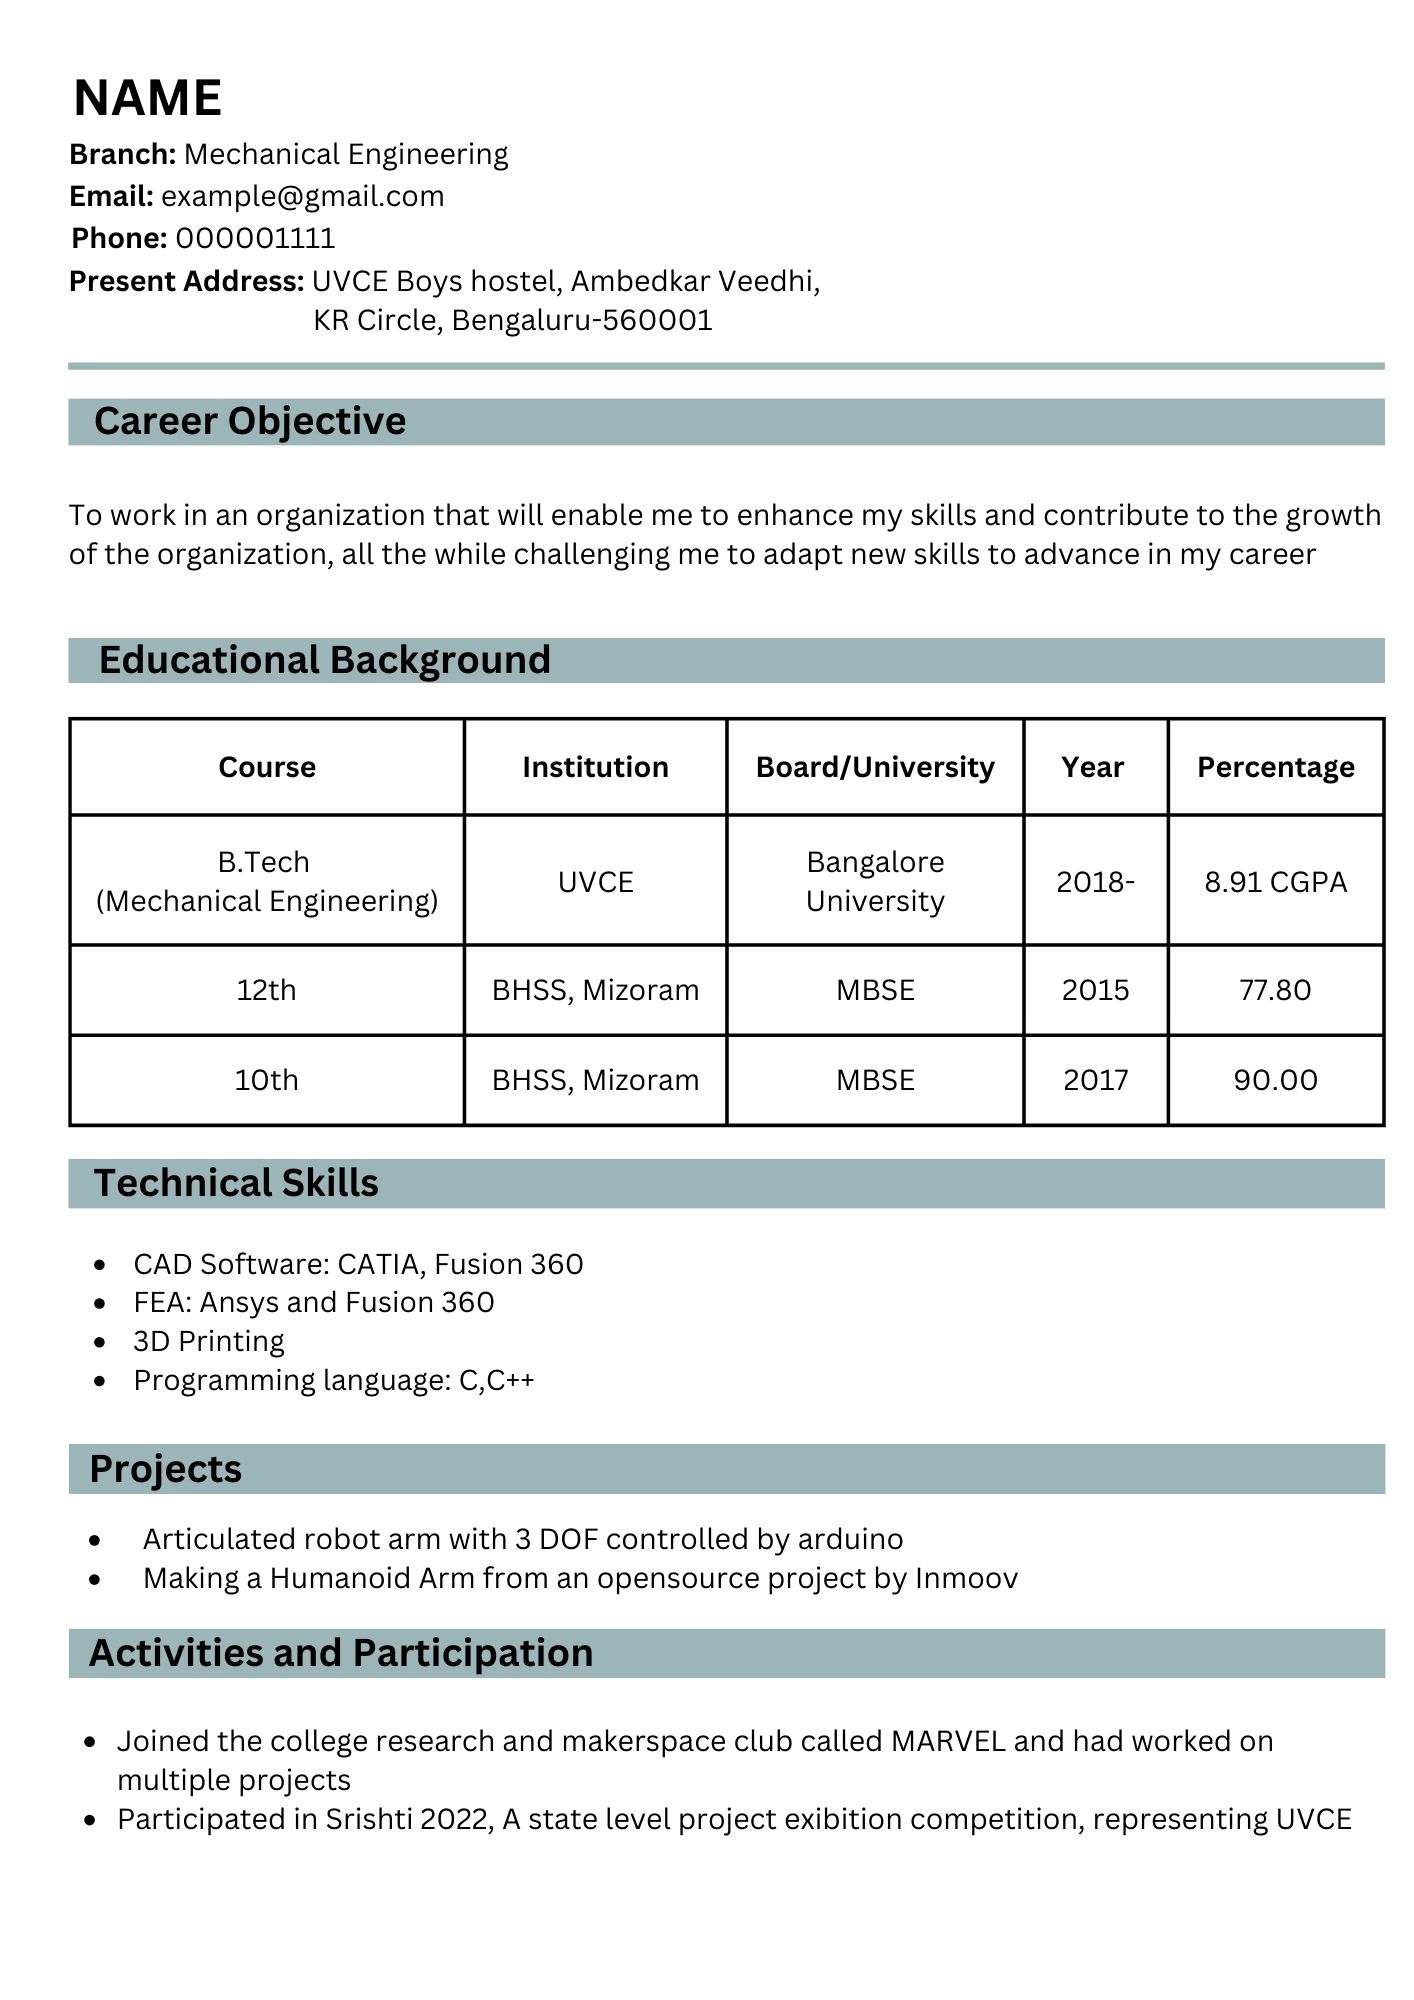 NAME
Branch: Mechanical Engineering
Email: example@gmail.com
Phone: 000001111
Present Address: UVCE Boys hostel, Ambedkar Veedhi,
KR Circle, Bengaluru-560001
Career Objective
To work in an organization that will enable me to enhance my skills and contribute to the growth
of the organization, all the while challenging me to adapt new skills to advance in my career
Educational Background
Course Institution Board/University Year Percentage
B.Tech
(Mechanical Engineering) UVCE Bangalore
University 2018- 8.91 CGPA
12th BHSS, Mizoram MBSE 2015 77.80
10th BHSS, Mizoram MBSE 2017 90.00
Technical Skills
• CAD Software: CATIA, Fusion 360
• FEA: Ansys and Fusion 360
• 3D Printing
• Programming language: C,C++
Projects
• Articulated robot arm with 3 DOF controlled by arduino
• Making a Humanoid Arm from an opensource project by Inmoov
Activities and Participation
• Joined the college research and makerspace club called MARVEL and had worked on
multiple projects
• Participated in Srishti 2022, A state level project exibition competition, representing UVCE